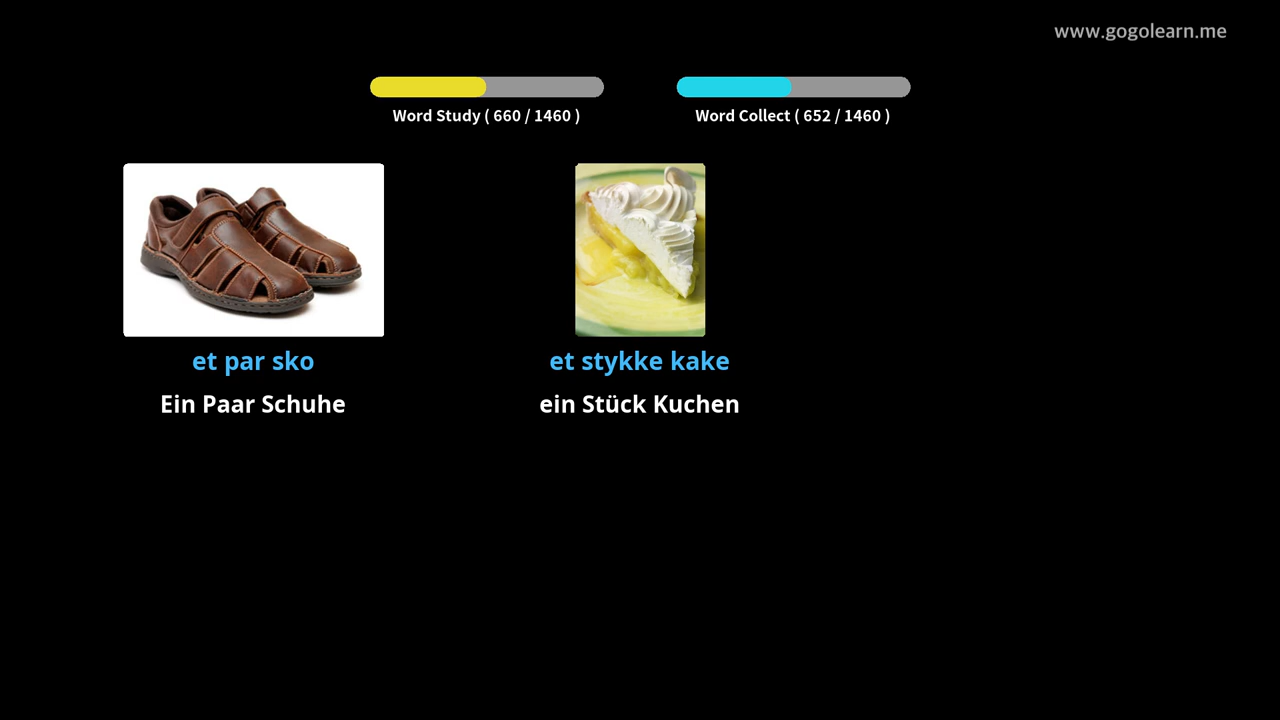 www.gogolearn.me
Word Study ( 660 / 1460 )
Word Collect ( 652 / 1460 )
et par sko
Ein Paar Schuhe
et stykke kake
ein Stück Kuchen